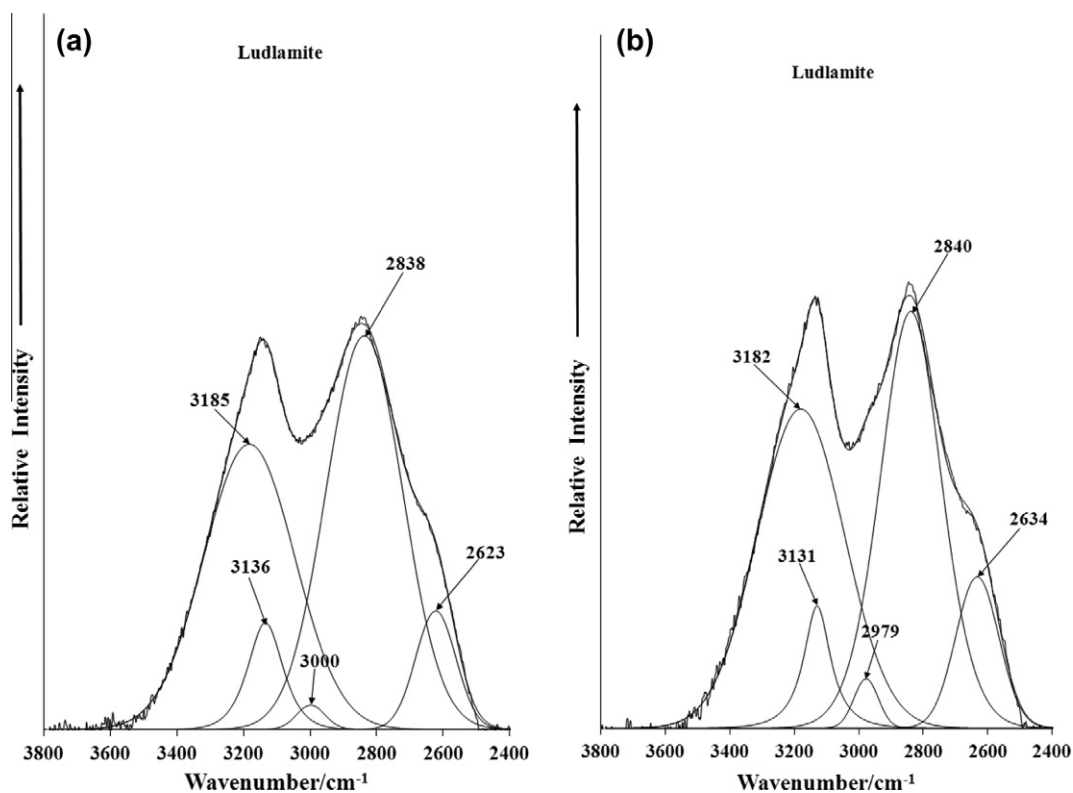 (a)
Ludlamite
2838
3185
3136
2623
3000
Relative Intensity
3800 3600 3400 3200 3000 2800 2600 2400
Wavenumber/cm-1
(b)
Ludlamite
2840
3182
3131
2634
2979
Relative Intensity
3800 3600 3400 3200 3000 2800 2600 2400
Wavenumber/cm-1